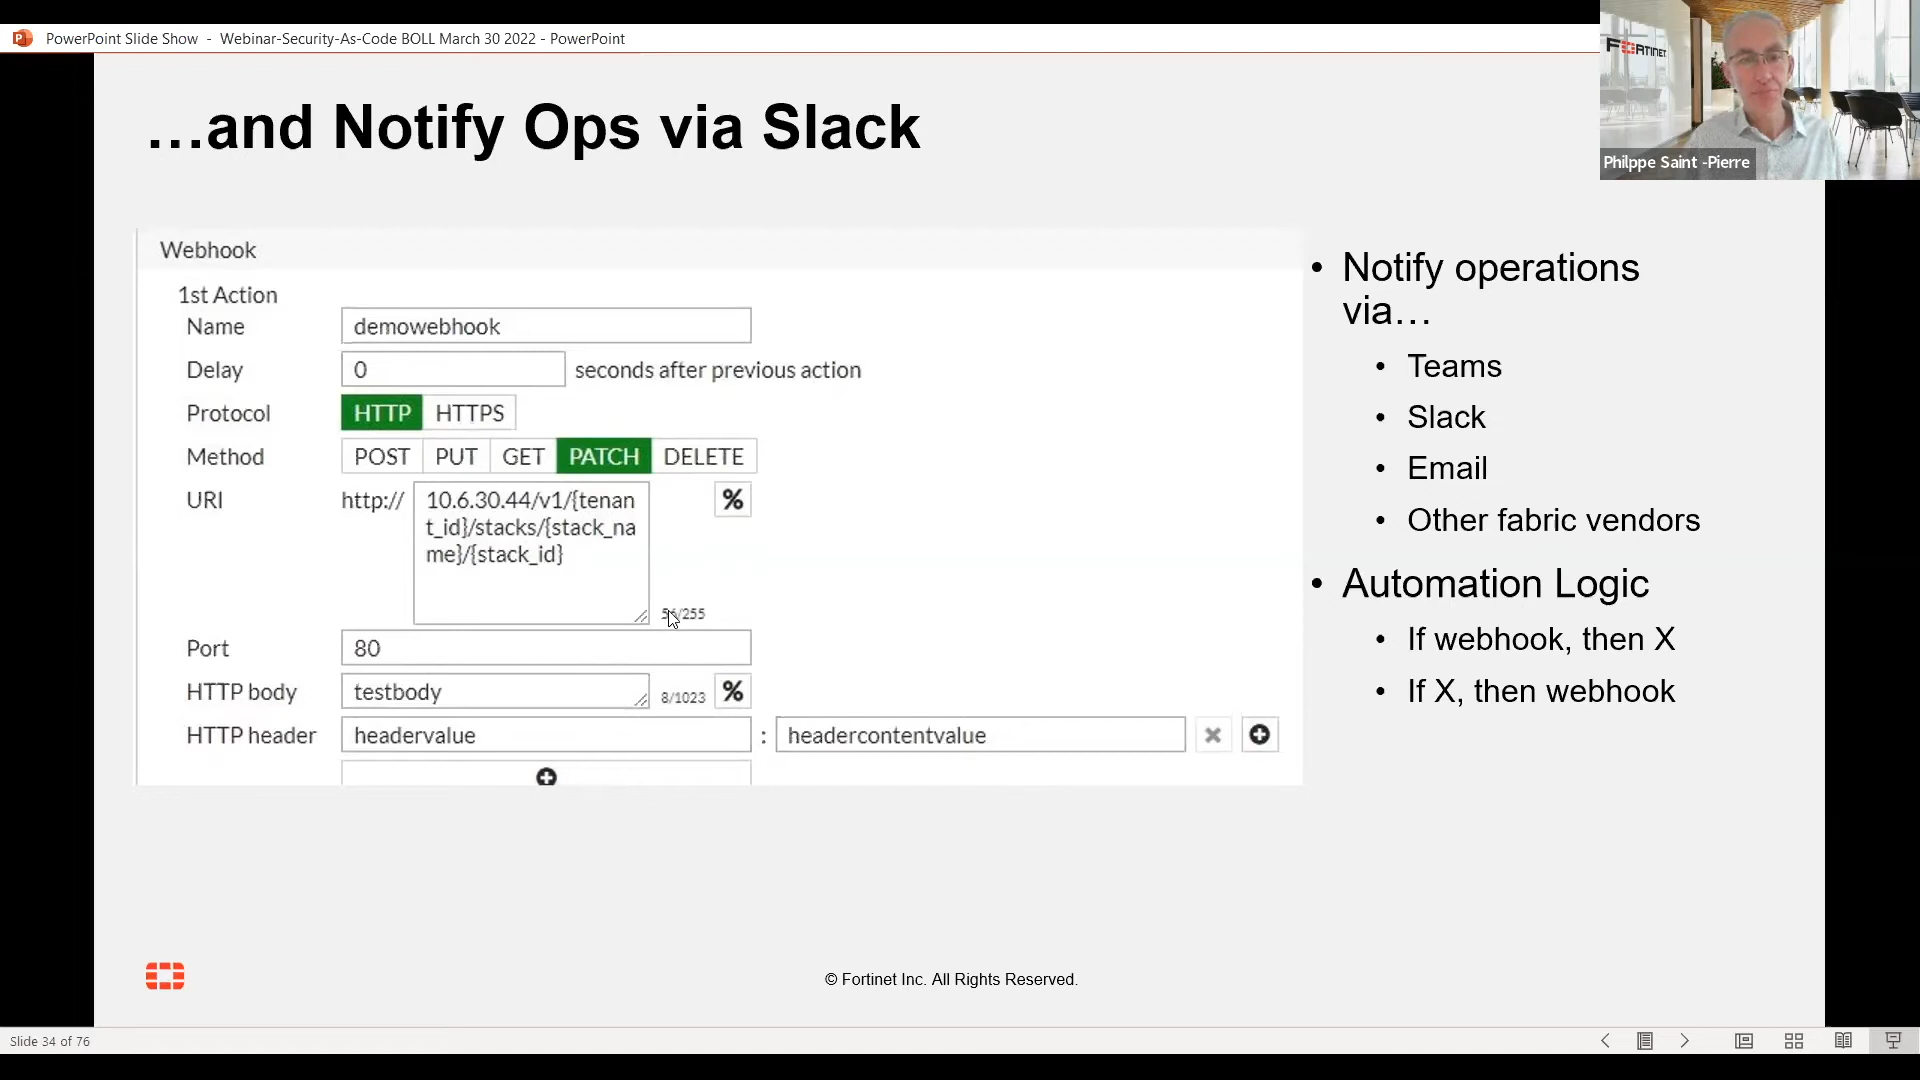 PowerPoint Slide Show - Webinar-Security-As-Code BOLL March 30 2022 - PowerPoint
FORTINET
Philppe Saint -Pierre
…and Notify Ops via Slack
Webhook
1st Action
Name demowebhook
Delay 0 seconds after previous action
Protocol HTTP HTTPS
Method POST PUT GET PATCH DELETE
URI http:// 10.6.30.44/v1/{tenan
t_id}/stacks/{stack_na
me}/{stack_id}
%
/255
Port 80
HTTP body testbody 8/1023 %
HTTP header headervalue : headercontentvalue
• Notify operations
via…
• Teams
• Slack
• Email
• Other fabric vendors
• Automation Logic
• If webhook, then X
• If X, then webhook
© Fortinet Inc. All Rights Reserved.
Slide 34 of 76